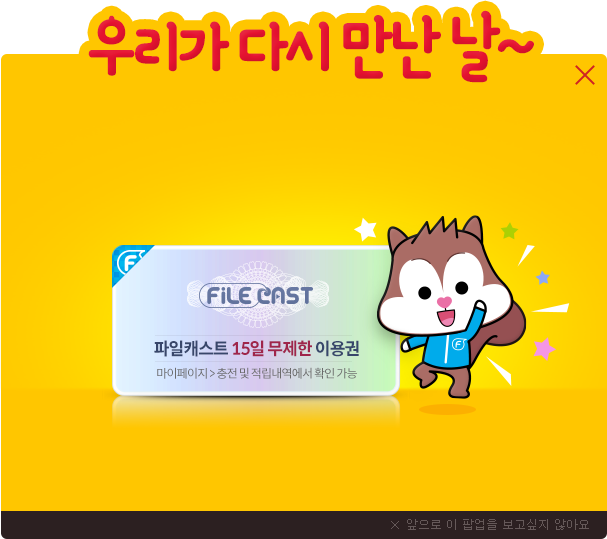 우리가 다시 만난 날~
FiLE CAST
파일캐스트 15일 무제한 이용권
마이페이지 > 충전 및 적립내역에서 확인 가능
× 앞으로 이 팝업을 보고싶지 않아요